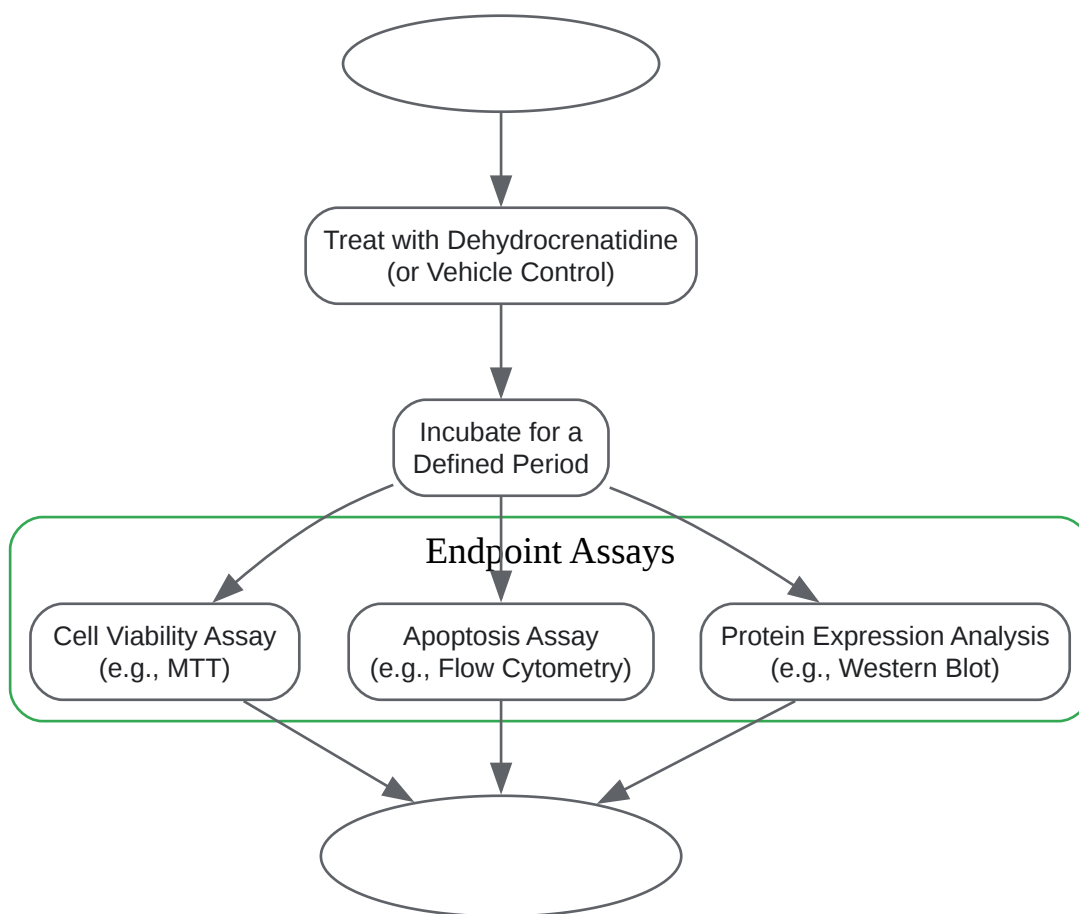 Treat with Dehydrocrenatidine
(or Vehicle Control)
Incubate for a
Defined Period
Endpoint Assays
Cell Viability Assay
(e.g., MTT)
Apoptosis Assay
(e.g., Flow Cytometry)
Protein Expression Analysis
(e.g., Western Blot)